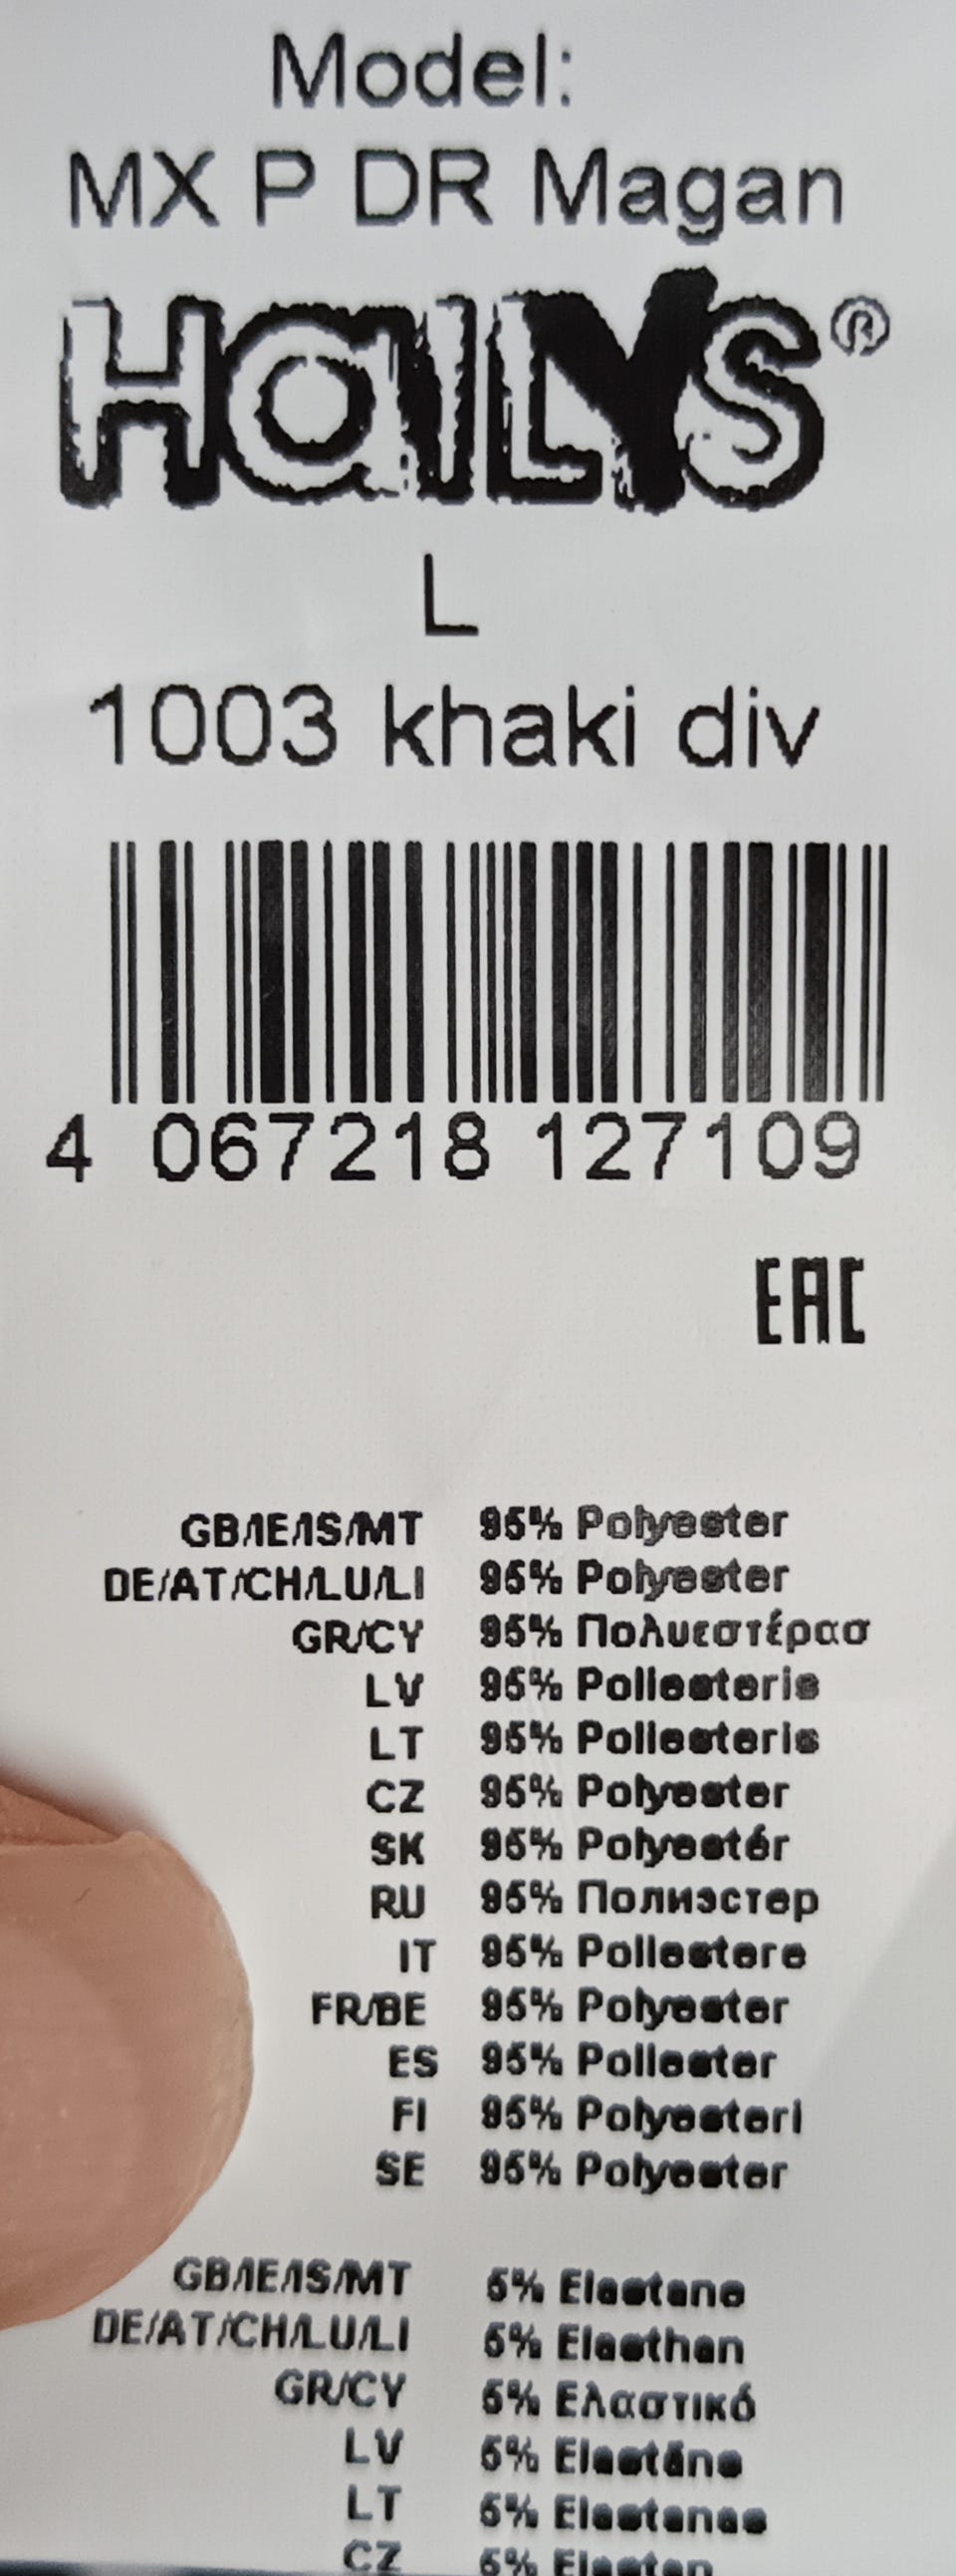 Model:
MX P DR Magan
HaILYS®
L
1003 khaki div
4 067218 127109
EAC
GB/IE/IS/MT 95% Polyester
DE/AT/CH/LU/LI 95% Polyester
GR/CY 95% Πολυεστέρασ
LV 95% Poliesteris
LT 95% Poliesteris
CZ 95% Polyester
SK 95% Polyestér
RU 95% Полиэстер
IT 95% Poliestere
FR/BE 95% Polyester
ES 95% Poliester
FI 95% Polyesteri
SE 95% Polyester
GB/IE/IS/MT 5% Elastane
DE/AT/CH/LU/LI 5% Elasthan
GR/CY 5% Ελαστικό
LV 5% Elastāns
LT 5% Elastanas
CZ 5% Elastan